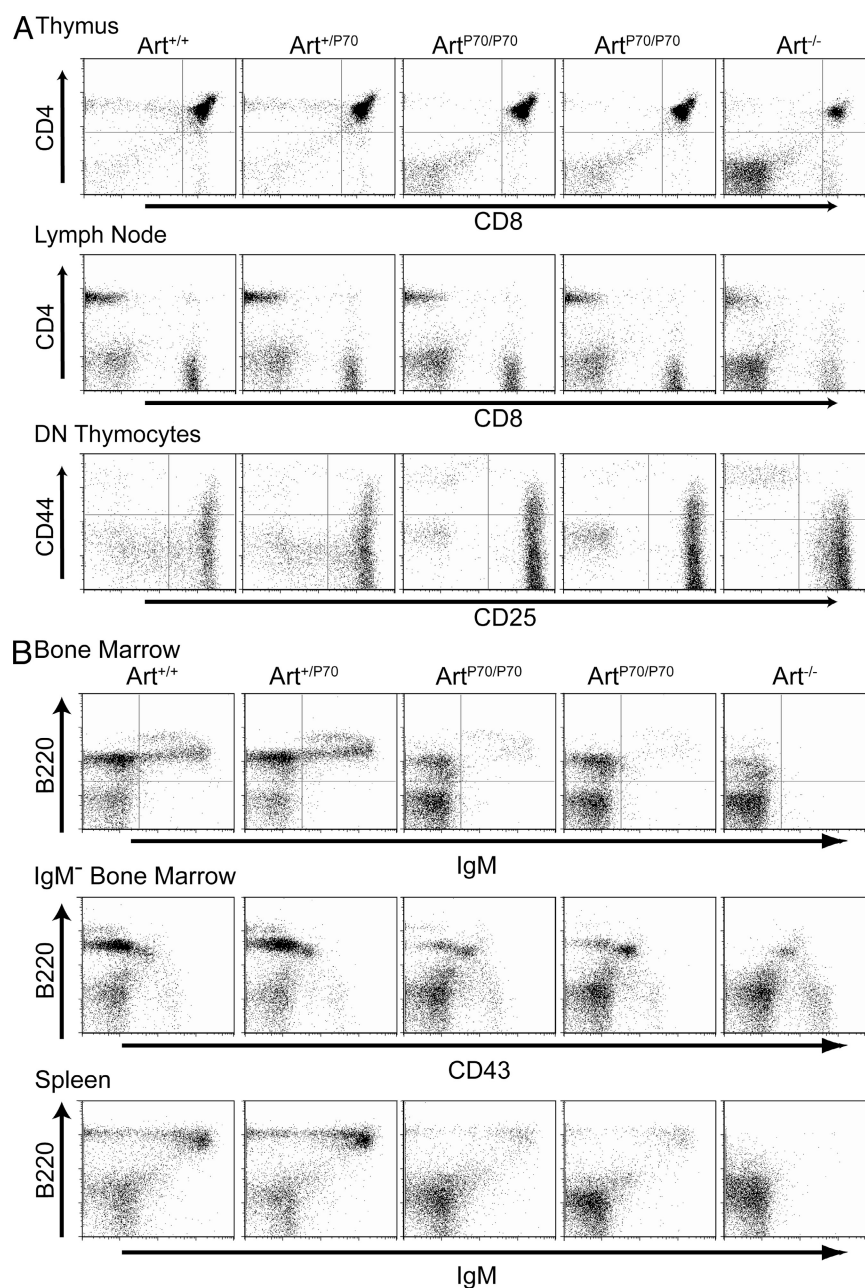 A Thymus
Art+/+ Art+/P70 ArtP70/P70 ArtP70/P70 Art-/-
CD4
CD8
Lymph Node
CD4
CD8
DN Thymocytes
CD44
CD25
B Bone Marrow
Art+/+ Art+/P70 ArtP70/P70 ArtP70/P70 Art-/-
B220
IgM
IgM- Bone Marrow
B220
CD43
Spleen
B220
IgM